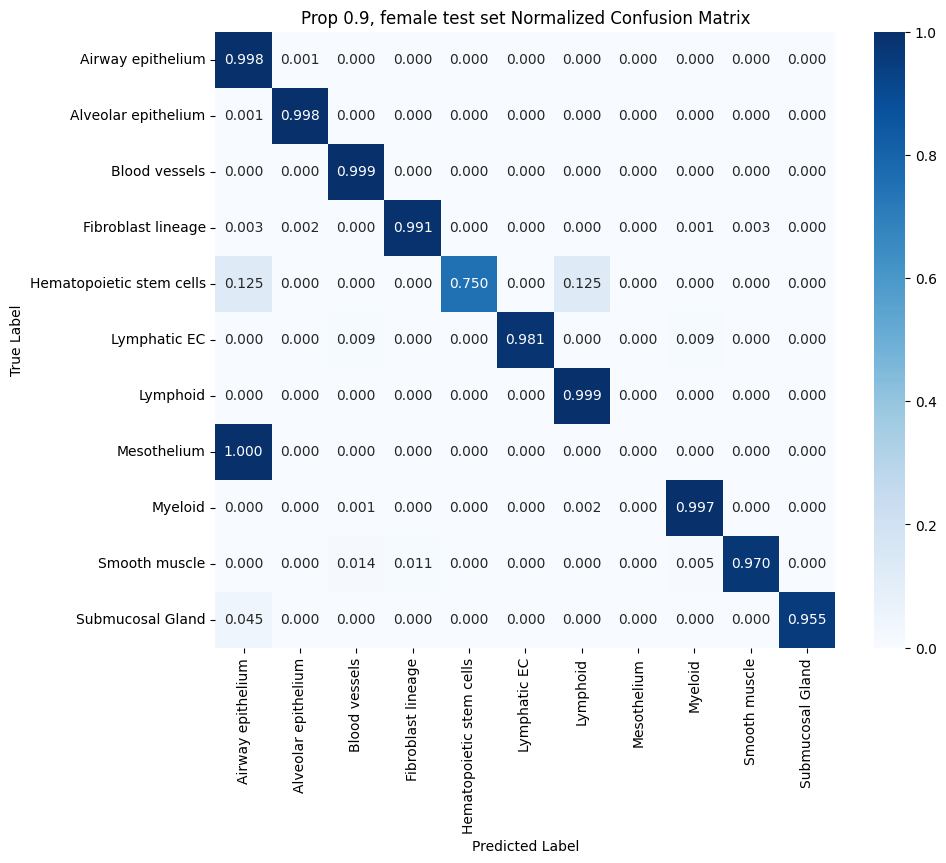 Prop 0.9, female test set Normalized Confusion Matrix
True Label
Airway epithelium 0.998 0.001 0.000 0.000 0.000 0.000 0.000 0.000 0.000 0.000 0.000
Alveolar epithelium 0.001 0.998 0.000 0.000 0.000 0.000 0.000 0.000 0.000 0.000 0.000
Blood vessels 0.000 0.000 0.999 0.000 0.000 0.000 0.000 0.000 0.000 0.000 0.000
Fibroblast lineage 0.003 0.002 0.000 0.991 0.000 0.000 0.000 0.000 0.001 0.003 0.000
Hematopoietic stem cells 0.125 0.000 0.000 0.000 0.750 0.000 0.125 0.000 0.000 0.000 0.000
Lymphatic EC 0.000 0.000 0.009 0.000 0.000 0.981 0.000 0.000 0.009 0.000 0.000
Lymphoid 0.000 0.000 0.000 0.000 0.000 0.000 0.999 0.000 0.000 0.000 0.000
Mesothelium 1.000 0.000 0.000 0.000 0.000 0.000 0.000 0.000 0.000 0.000 0.000
Myeloid 0.000 0.000 0.001 0.000 0.000 0.000 0.002 0.000 0.997 0.000 0.000
Smooth muscle 0.000 0.000 0.014 0.011 0.000 0.000 0.000 0.000 0.005 0.970 0.000
Submucosal Gland 0.045 0.000 0.000 0.000 0.000 0.000 0.000 0.000 0.000 0.000 0.955
Airway epithelium
Alveolar epithelium
Blood vessels
Fibroblast lineage
Hematopoietic stem cells
Lymphatic EC
Lymphoid
Mesothelium
Myeloid
Smooth muscle
Submucosal Gland
Predicted Label
1.0
0.8
0.6
0.4
0.2
0.0